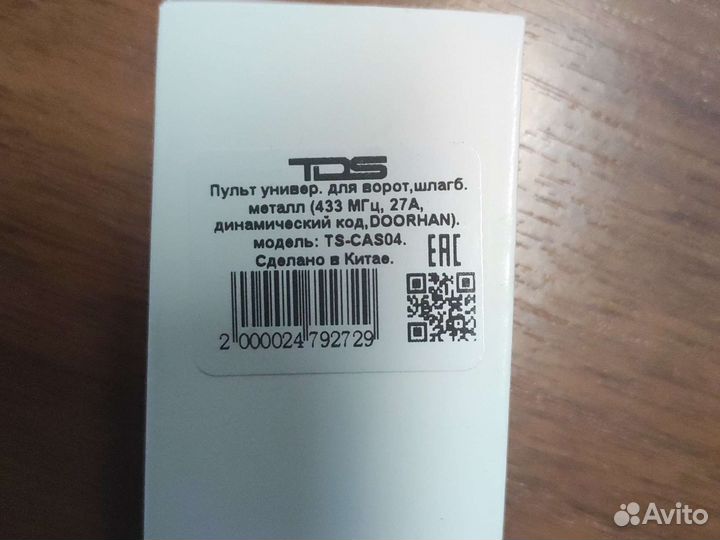 TDS
Пульт универ. для ворот,шлагб.
металл (433 МГц, 27А,
динамический код,DOORHAN).
модель: TS-CAS04.
Сделано в Китае.
EAC
2 000024 792729
Avito